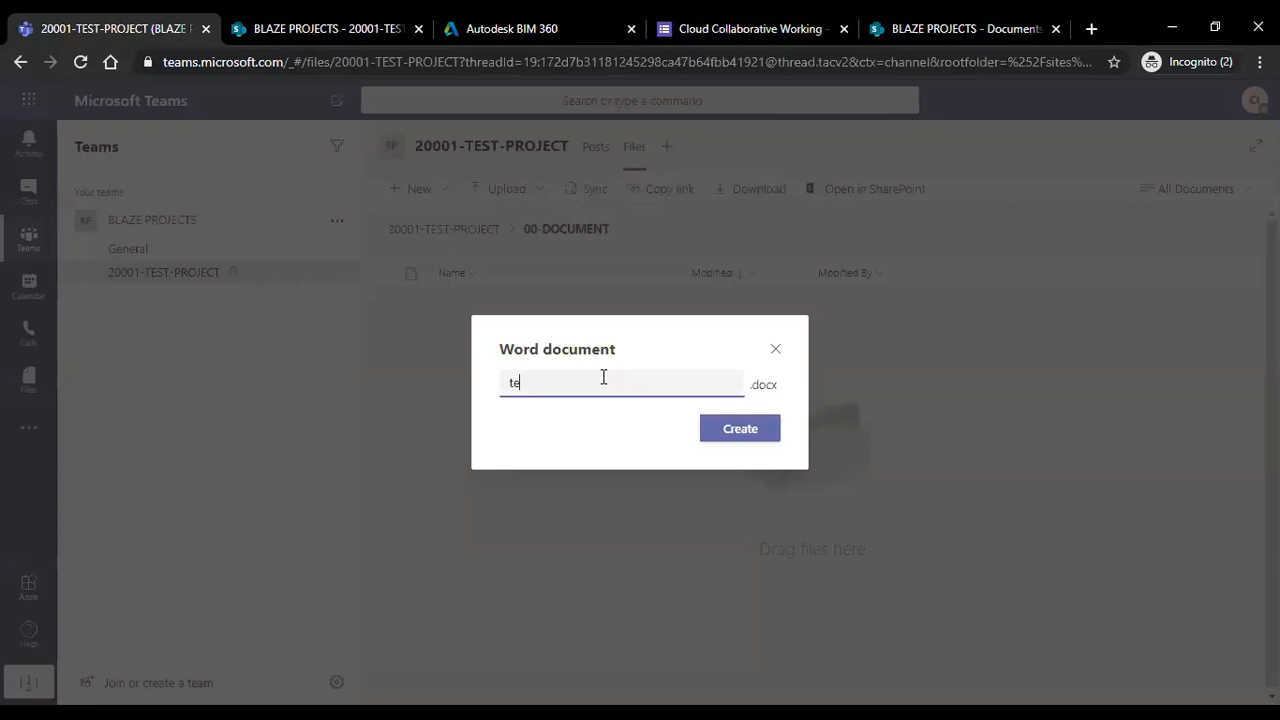 20001-TEST-PROJECT (BLAZE F
BLAZE PROJECTS - 20001-TEST
Autodesk BIM 360
Cloud Collaborative Working -
BLAZE PROJECTS - Documents
teams.microsoft.com/_#/files/20001-TEST-PROJECT?threadId=19:172d7b31181245298ca47b64fbb41921@thread.tacv2&ctx=channel&rootfolder=%252Fsites%...
Incognito (2)
Microsoft Teams
Search or type a command
CI
Activity
Chat
Teams
Calendar
Calls
Files
Apps
Help
Teams
Your teams
BP
BLAZE PROJECTS
General
20001-TEST-PROJECT
Join or create a team
BP
20001-TEST-PROJECT
Posts
Files
New
Upload
Sync
Copy link
Download
Open in SharePoint
All Documents
20001-TEST-PROJECT > 00-DOCUMENT
Name
Modified
Modified By
Word document
te
.docx
Create
Drag files here